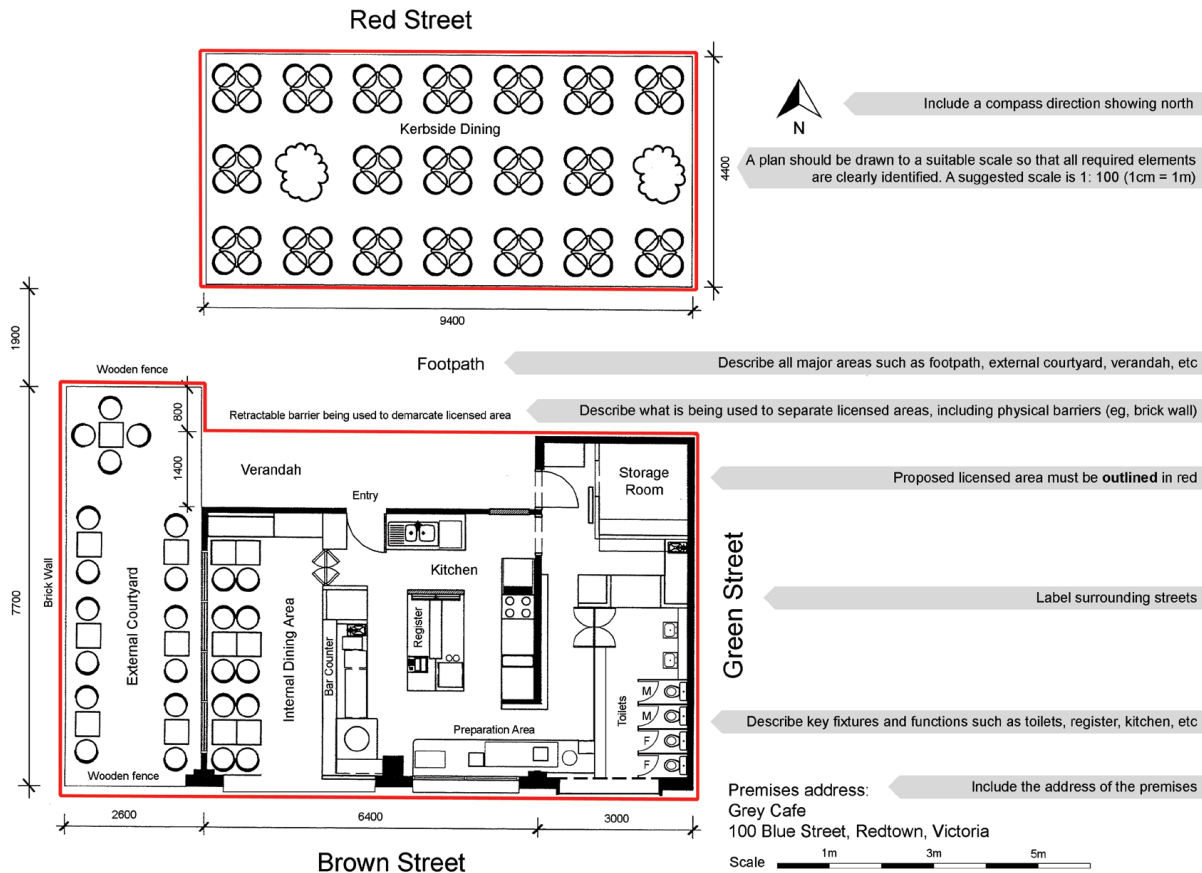 Red Street
Kerbside Dining
N
Include a compass direction showing north
4400
A plan should be drawn to a suitable scale so that all required elements
are clearly identified. A suggested scale is 1: 100 (1cm = 1m)
9400
1900
Footpath
Describe all major areas such as footpath, external courtyard, verandah, etc
Wooden fence
800
Retractable barrier being used to demarcate licensed area
Describe what is being used to separate licensed areas, including physical barriers (eg, brick wall)
1400
Verandah
Storage
Room
Proposed licensed area must be outlined in red
Entry
Kitchen
Brick Wall
7700
External Courtyard
Internal Dining Area
Bar Counter
Register
Green Street
Label surrounding streets
Toilets
M
M
F
F
Describe key fixtures and functions such as toilets, register, kitchen, etc
Preparation Area
Wooden fence
Include the address of the premises
Premises address:
Grey Cafe
100 Blue Street, Redtown, Victoria
2600
6400
3000
Brown Street
Scale
1m
3m
5m